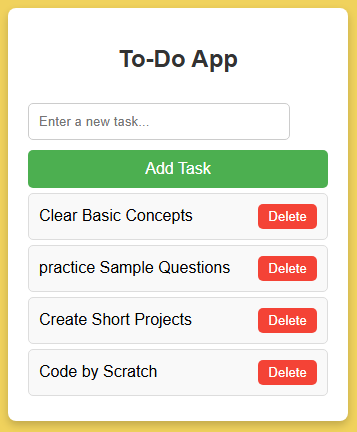 To-Do App
Enter a new task...
Add Task
Clear Basic Concepts Delete
practice Sample Questions Delete
Create Short Projects Delete
Code by Scratch Delete